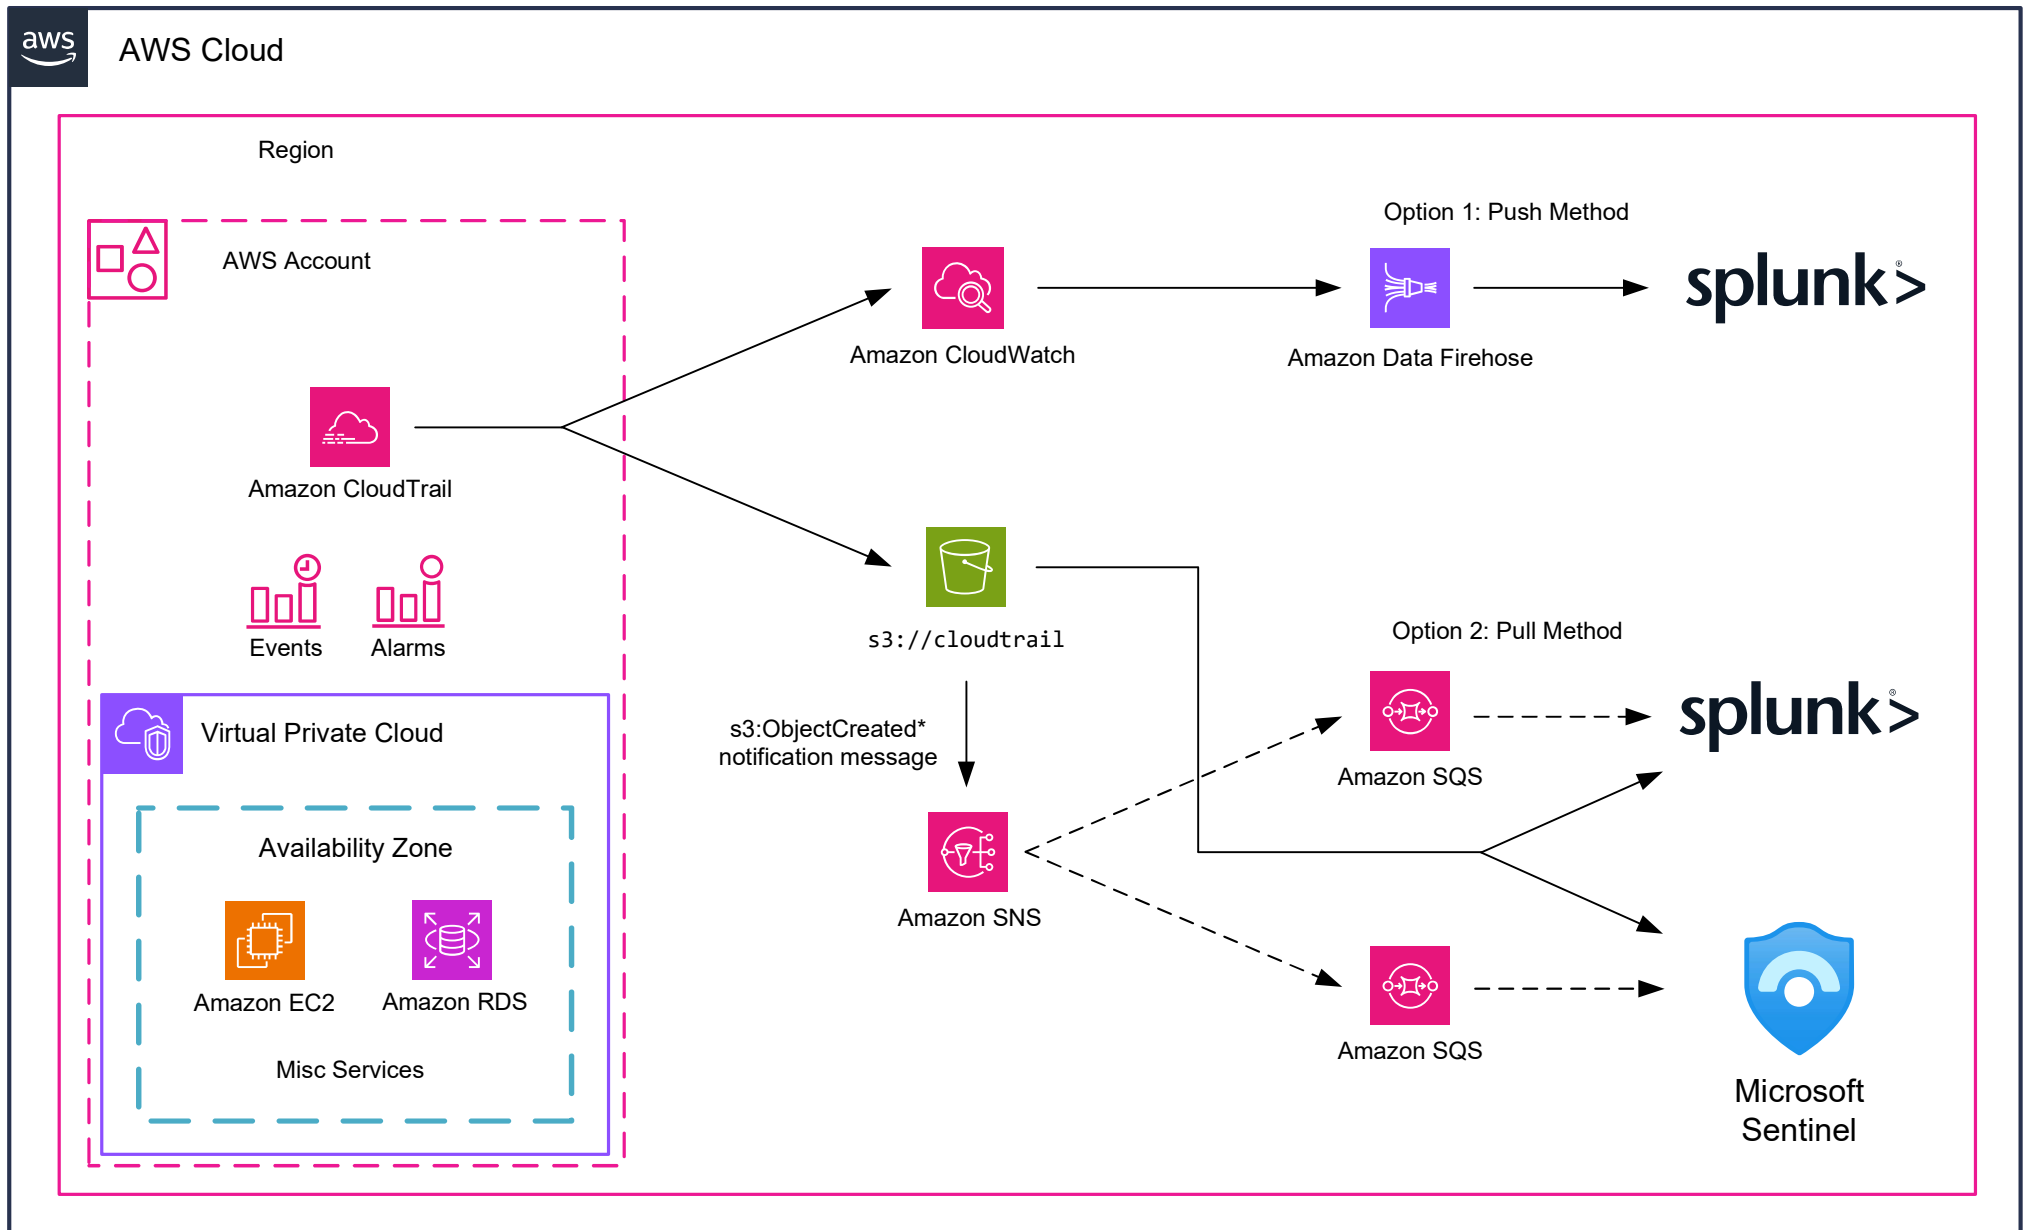 aws
AWS Cloud
Region
AWS Account
Option 1: Push Method
splunk>®
Amazon CloudWatch
Amazon Data Firehose
Amazon CloudTrail
Events
Alarms
s3://cloudtrail
Option 2: Pull Method
splunk>®
Virtual Private Cloud
s3:ObjectCreated*
notification message
Amazon SQS
Availability Zone
Amazon SNS
Amazon EC2
Amazon RDS
Misc Services
Amazon SQS
Microsoft
Sentinel